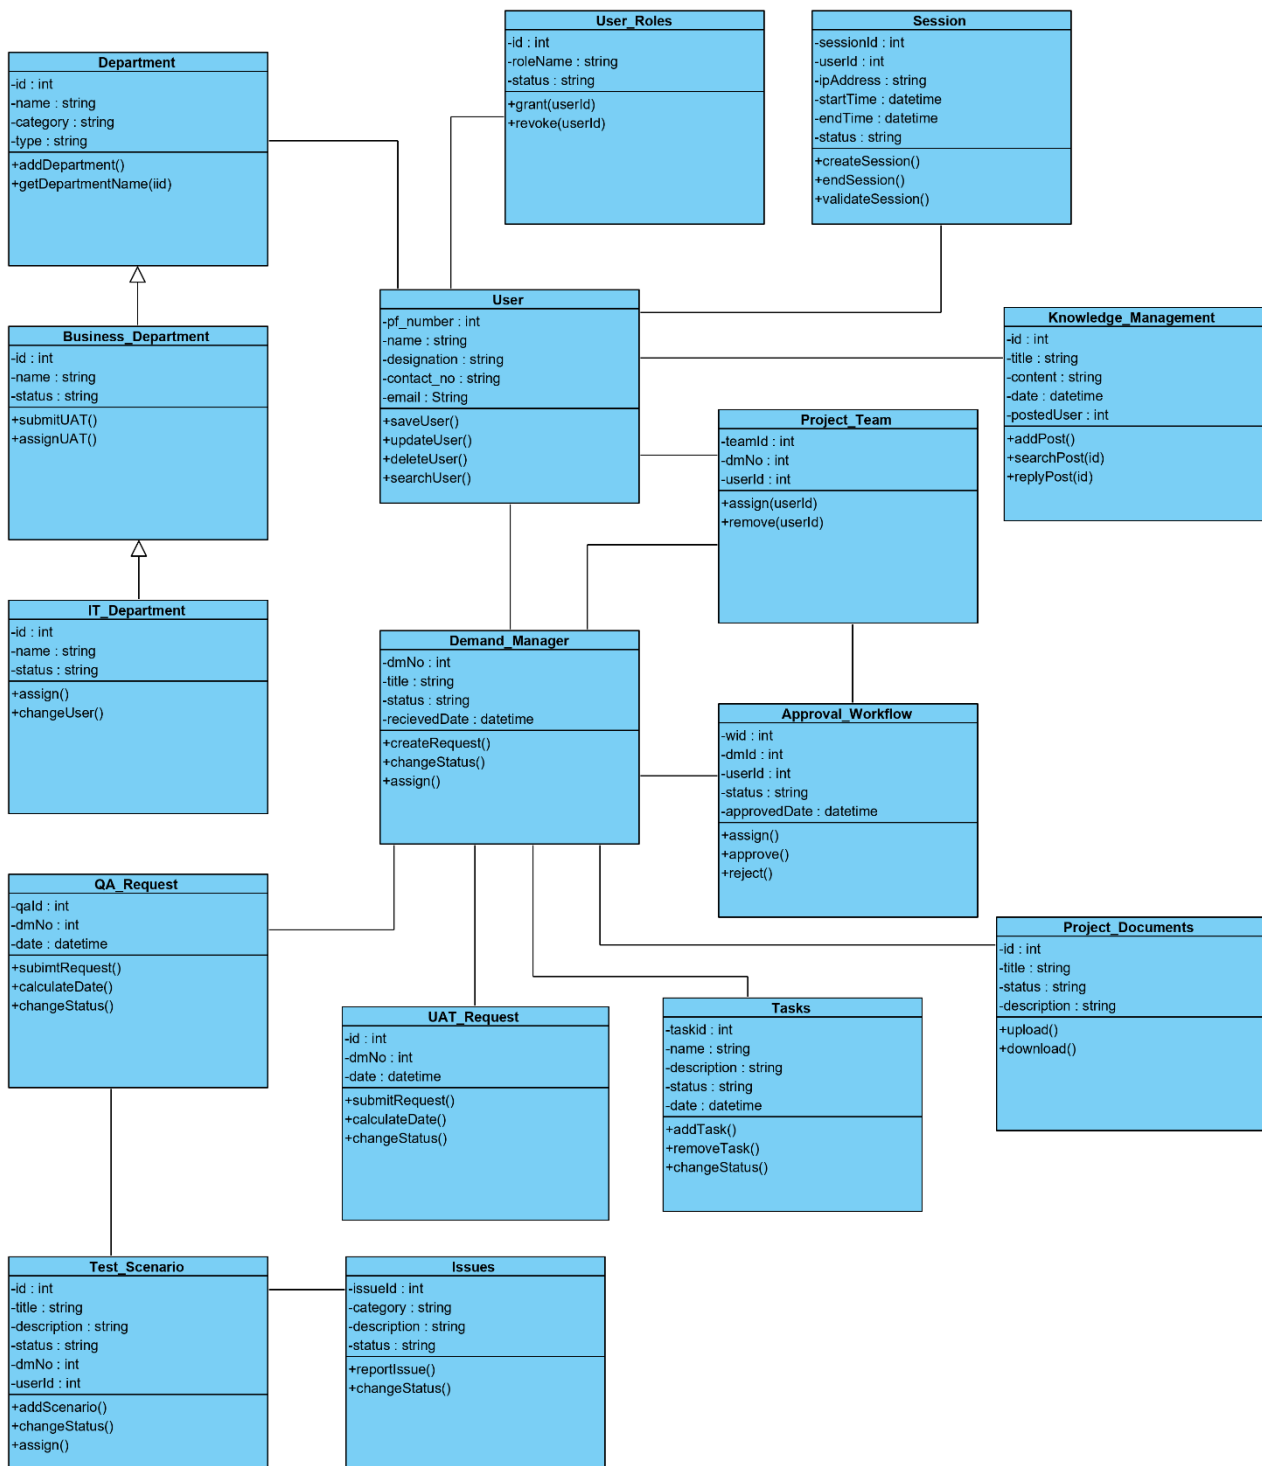 User_Roles
-id : int
-roleName : string
-status : string
+grant(userId)
+revoke(userId)
Session
-sessionId : int
-userId : int
-ipAddress : string
-startTime : datetime
-endTime : datetime
-status : string
+createSession()
+endSession()
+validateSession()
Department
-id : int
-name : string
-category : string
-type : string
+addDepartment()
+getDepartmentName(iid)
User
-pf_number : int
-name : string
-designation : string
-contact_no : string
-email : String
+saveUser()
+updateUser()
+deleteUser()
+searchUser()
Knowledge_Management
-id : int
-title : string
-content : string
-date : datetime
-postedUser : int
+addPost()
+searchPost(id)
+replyPost(id)
Business_Department
-id : int
-name : string
-status : string
+submitUAT()
+assignUAT()
Project_Team
-teamId : int
-dmNo : int
-userId : int
+assign(userId)
+remove(userId)
IT_Department
-id : int
-name : string
-status : string
+assign()
+changeUser()
Demand_Manager
-dmNo : int
-title : string
-status : string
-recievedDate : datetime
+createRequest()
+changeStatus()
+assign()
Approval_Workflow
-wid : int
-dmId : int
-userId : int
-status : string
-approvedDate : datetime
+assign()
+approve()
+reject()
QA_Request
-qaId : int
-dmNo : int
-date : datetime
+subimtRequest()
+calculateDate()
+changeStatus()
Project_Documents
-id : int
-title : string
-status : string
-description : string
+upload()
+download()
UAT_Request
-id : int
-dmNo : int
-date : datetime
+submitRequest()
+calculateDate()
+changeStatus()
Tasks
-taskid : int
-name : string
-description : string
-status : string
-date : datetime
+addTask()
+removeTask()
+changeStatus()
Test_Scenario
-id : int
-title : string
-description : string
-status : string
-dmNo : int
-userId : int
+addScenario()
+changeStatus()
+assign()
Issues
-issueId : int
-category : string
-description : string
-status : string
+reportIssue()
+changeStatus()